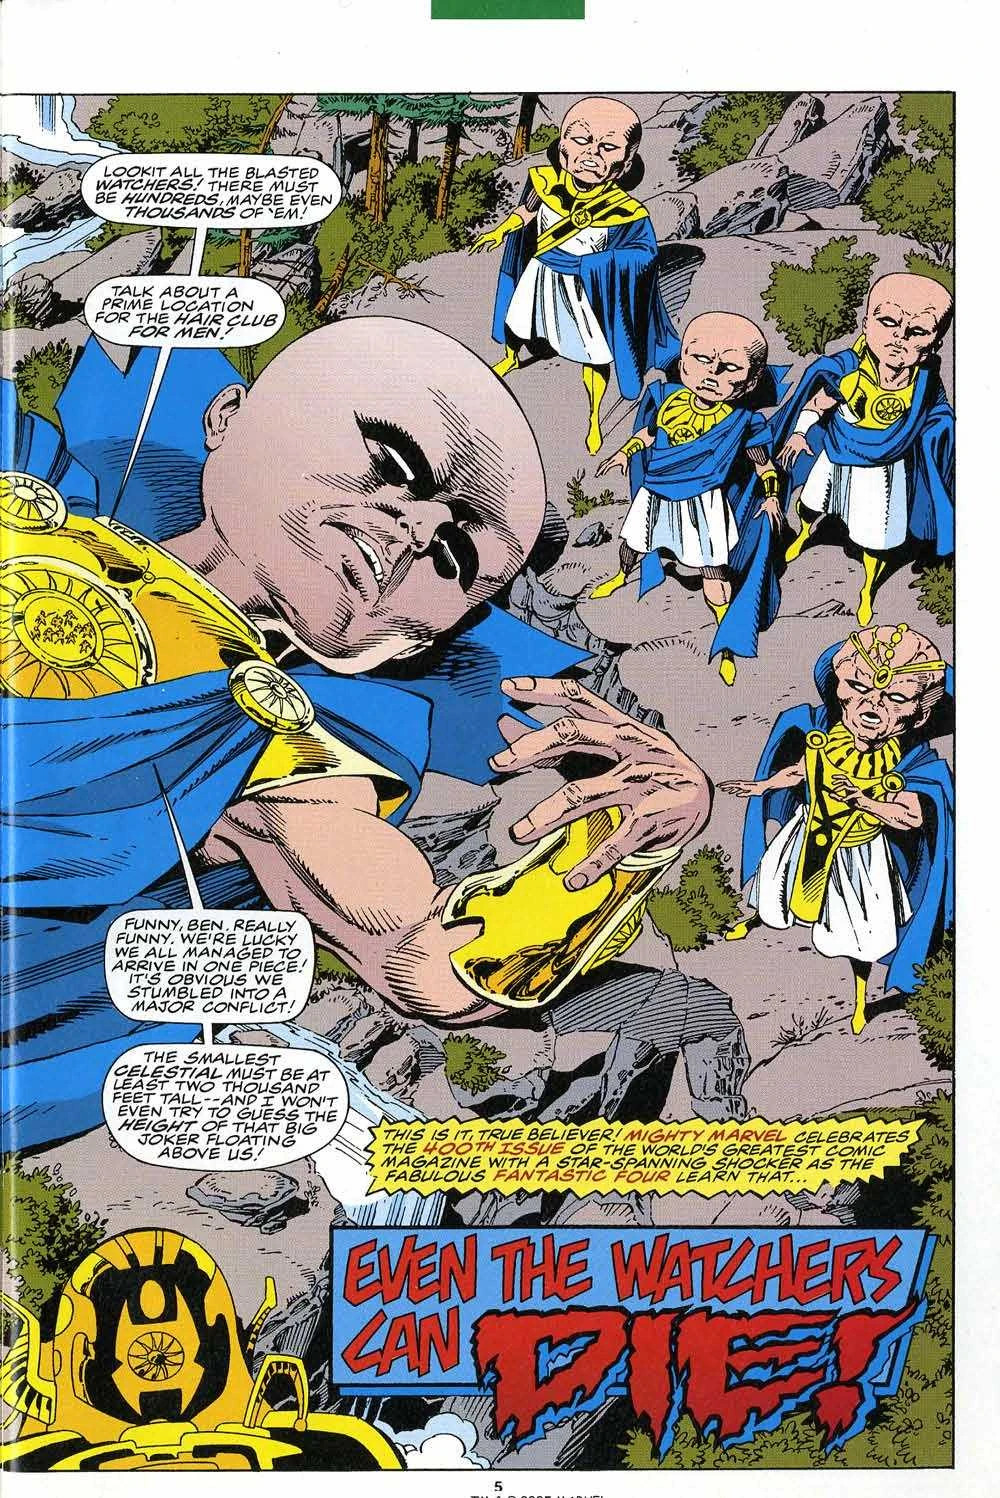 LOOKIT ALL THE BLASTED
WATCHERS! THERE MUST
BE HUNDREDS, MAYBE EVEN
THOUSANDS OF 'EM!
TALK ABOUT A
PRIME LOCATION
FOR THE HAIR CLUB
FOR MEN!
FUNNY, BEN. REALLY
FUNNY. WE'RE LUCKY
WE ALL MANAGED TO
ARRIVE IN ONE PIECE!
IT'S OBVIOUS WE
STUMBLED INTO A
MAJOR CONFLICT!
THE SMALLEST
CELESTIAL MUST BE AT
LEAST TWO THOUSAND
FEET TALL--AND I WON'T
EVEN TRY TO GUESS THE
HEIGHT OF THAT BIG
JOKER FLOATING
ABOVE US!
THIS IS IT, TRUE BELIEVER! MIGHTY MARVEL CELEBRATES
THE 400TH ISSUE OF THE WORLD'S GREATEST COMIC
MAGAZINE WITH A STAR-SPANNING SHOCKER AS THE
FABULOUS FANTASTIC FOUR LEARN THAT...
EVEN THE WATCHERS
CAN DIE!
5